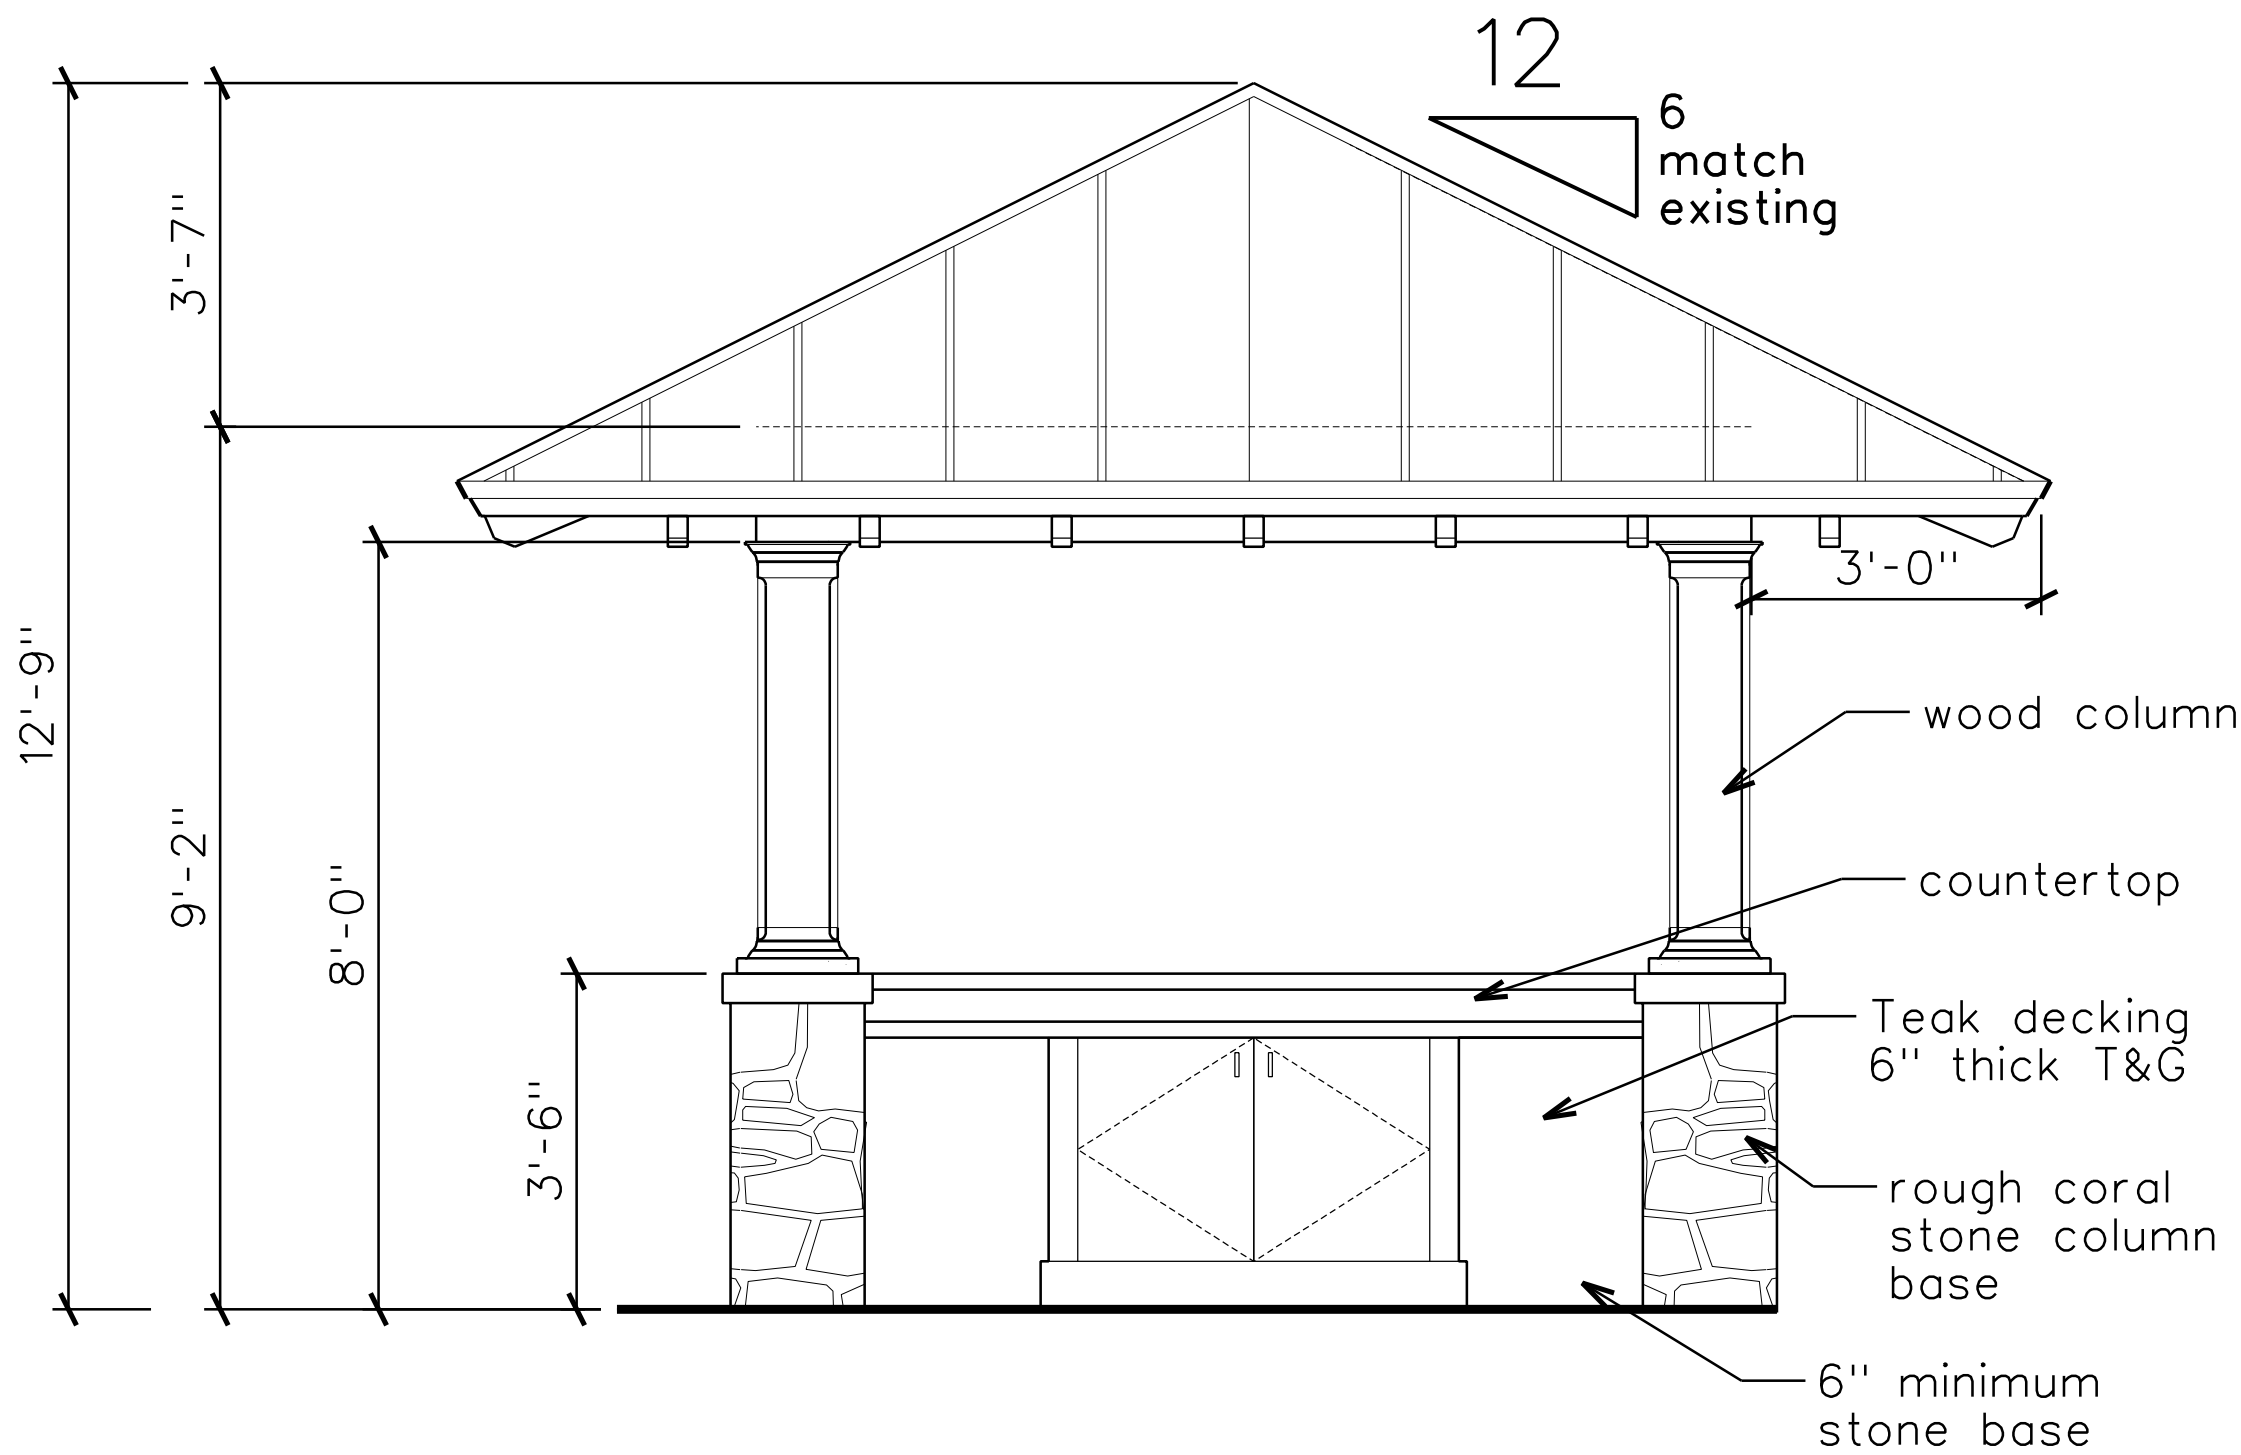 12
6
match
existing
3'-7"
12'-9"
9'-2"
8'-0"
3'-6"
3'-0"
wood column
countertop
Teak decking
6" thick T&G
rough coral
stone column
base
6" minimum
stone base